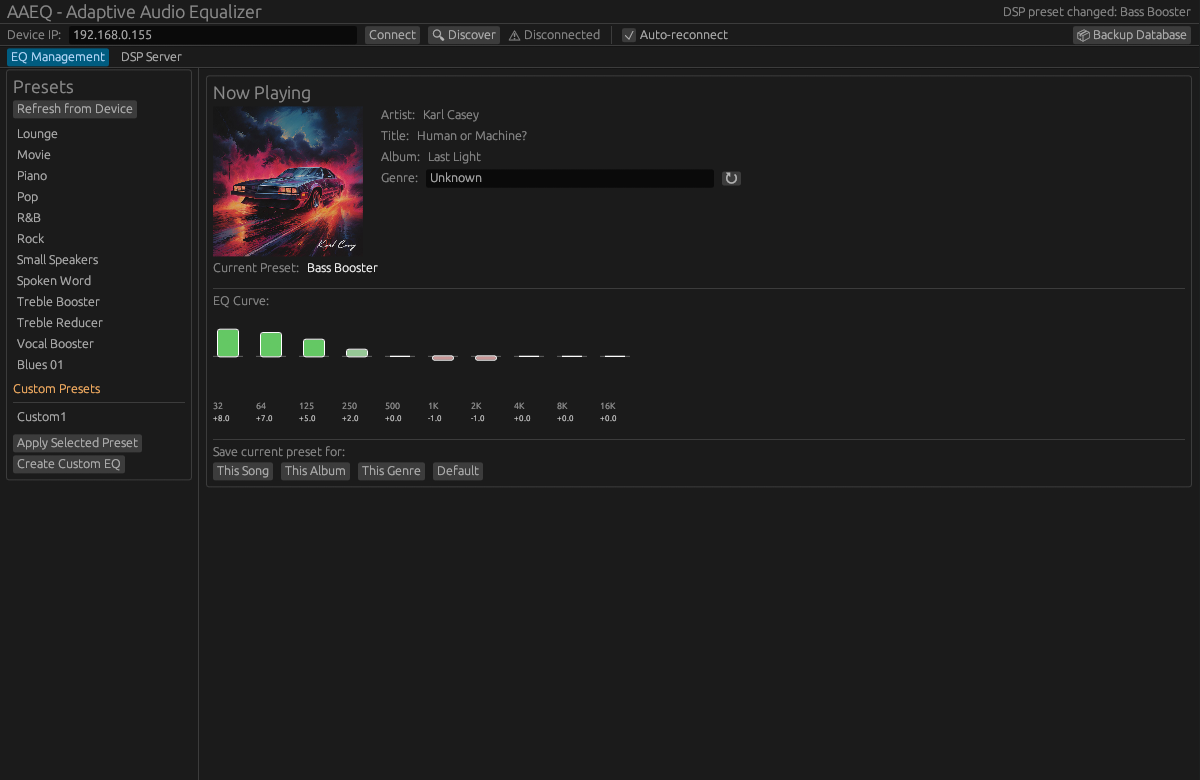 AAEQ - Adaptive Audio Equalizer
DSP preset changed: Bass Booster
Device IP: 192.168.0.155 Connect Discover Disconnected Auto-reconnect Backup Database
EQ Management DSP Server
Presets
Refresh from Device
Lounge
Movie
Piano
Pop
R&B
Rock
Small Speakers
Spoken Word
Treble Booster
Treble Reducer
Vocal Booster
Blues 01
Custom Presets
Custom1
Apply Selected Preset
Create Custom EQ
Now Playing
Karl Casey
Artist: Karl Casey
Title: Human or Machine?
Album: Last Light
Genre: Unknown
Current Preset: Bass Booster
EQ Curve:
32 64 125 250 500 1K 2K 4K 8K 16K
+8.0 +7.0 +5.0 +2.0 +0.0 -1.0 -1.0 +0.0 +0.0 +0.0
Save current preset for:
This Song This Album This Genre Default